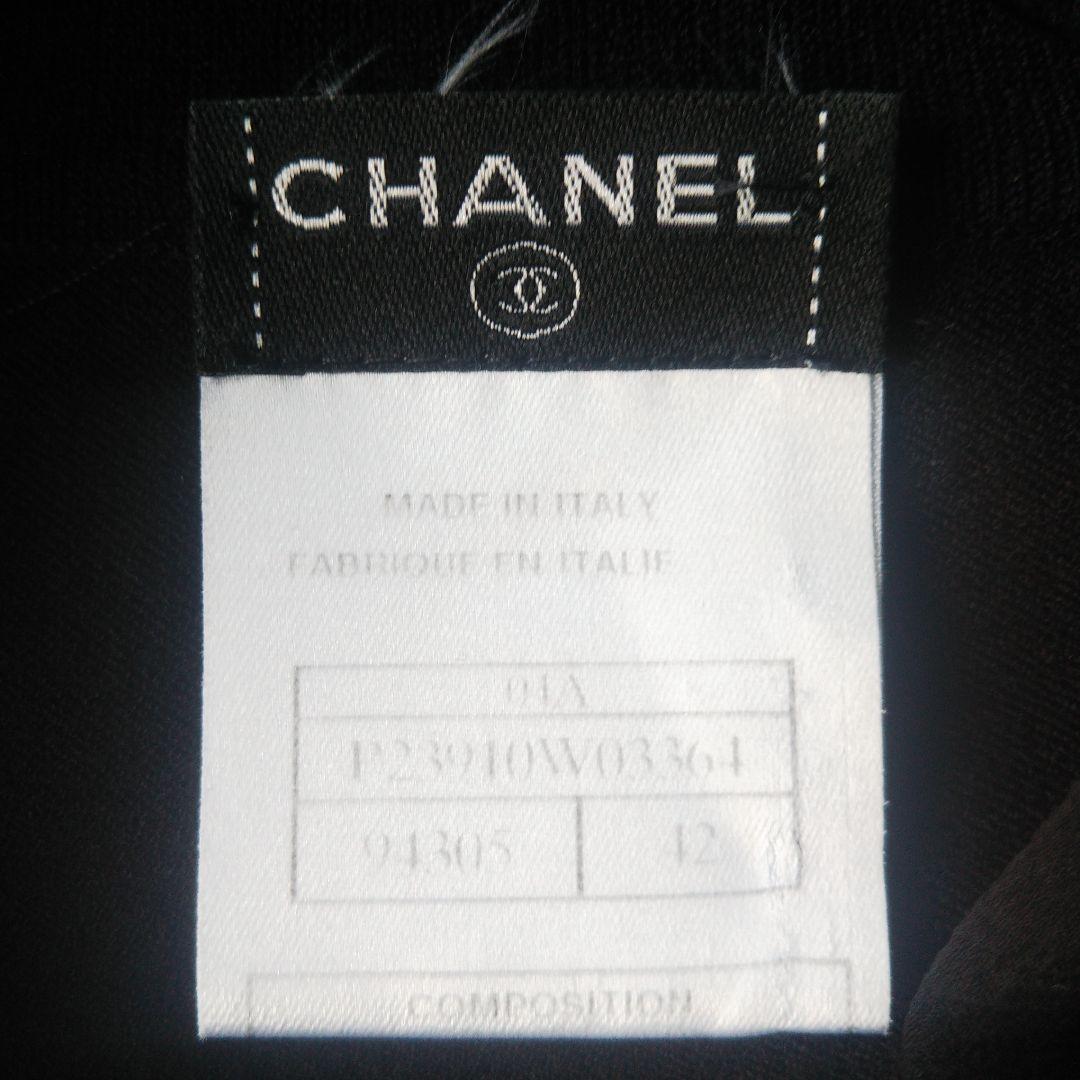 CHANEL
MADE IN ITALY
FABRIQUE EN ITALIE
04A
P23910W03364
94305 42
COMPOSITION